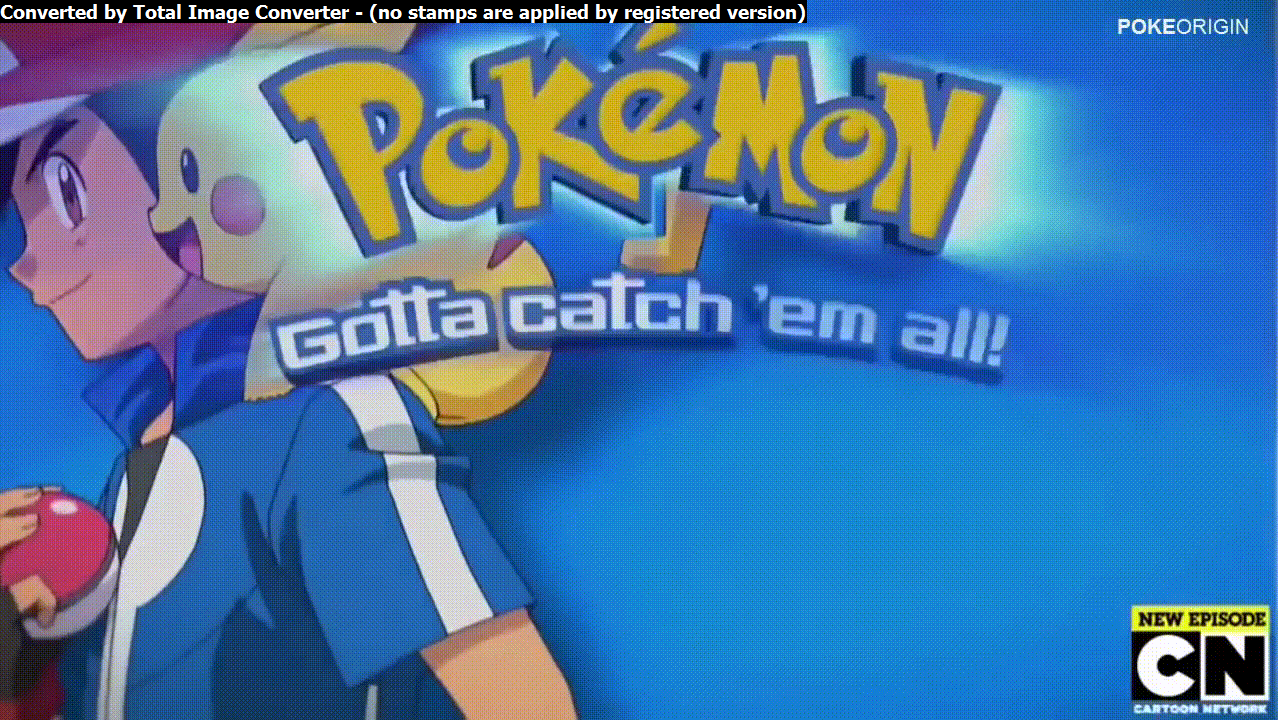 Converted by Total Image Converter - (no stamps are applied by registered version)
POKEORIGIN
POKéMON
Gotta catch 'em all!
NEW EPISODE
CN
CARTOON NETWORK